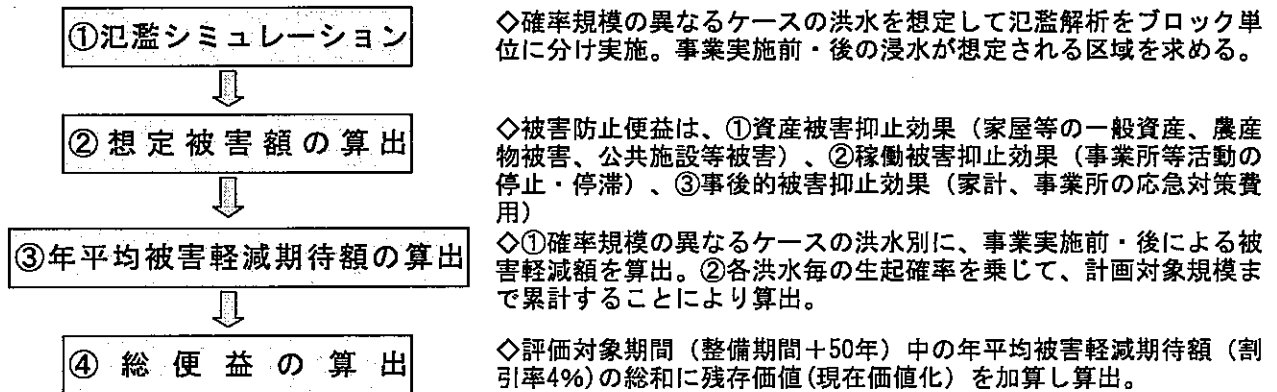 ①氾濫シミュレーション
◇確率規模の異なるケースの洪水を想定して氾濫解析をブロック単
位に分け実施。事業実施前・後の浸水が想定される区域を求める。
②想定被害額の算出
◇被害防止便益は、①資産被害抑止効果（家屋等の一般資産、農産
物被害、公共施設等被害）、②稼働被害抑止効果（事業所等活動の
停止・停滞）、③事後的被害抑止効果（家計、事業所の応急対策費
用）
③年平均被害軽減期待額の算出
◇①確率規模の異なるケースの洪水別に、事業実施前・後による被
害軽減額を算出。②各洪水毎の生起確率を乗じて、計画対象規模ま
で累計することにより算出。
④総便益の算出
◇評価対象期間（整備期間＋50年）中の年平均被害軽減期待額（割
引率4%)の総和に残存価値(現在価値化）を加算し算出。